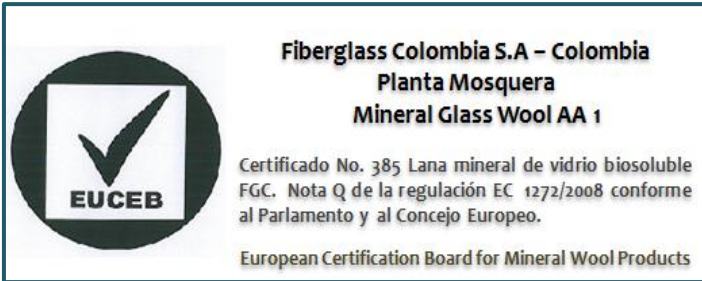 EUCEB
Fiberglass Colombia S.A – Colombia
Planta Mosquera
Mineral Glass Wool AA 1
Certificado No. 385 Lana mineral de vidrio biosoluble
FGC. Nota Q de la regulación EC 1272/2008 conforme
al Parlamento y al Concejo Europeo.
European Certification Board for Mineral Wool Products